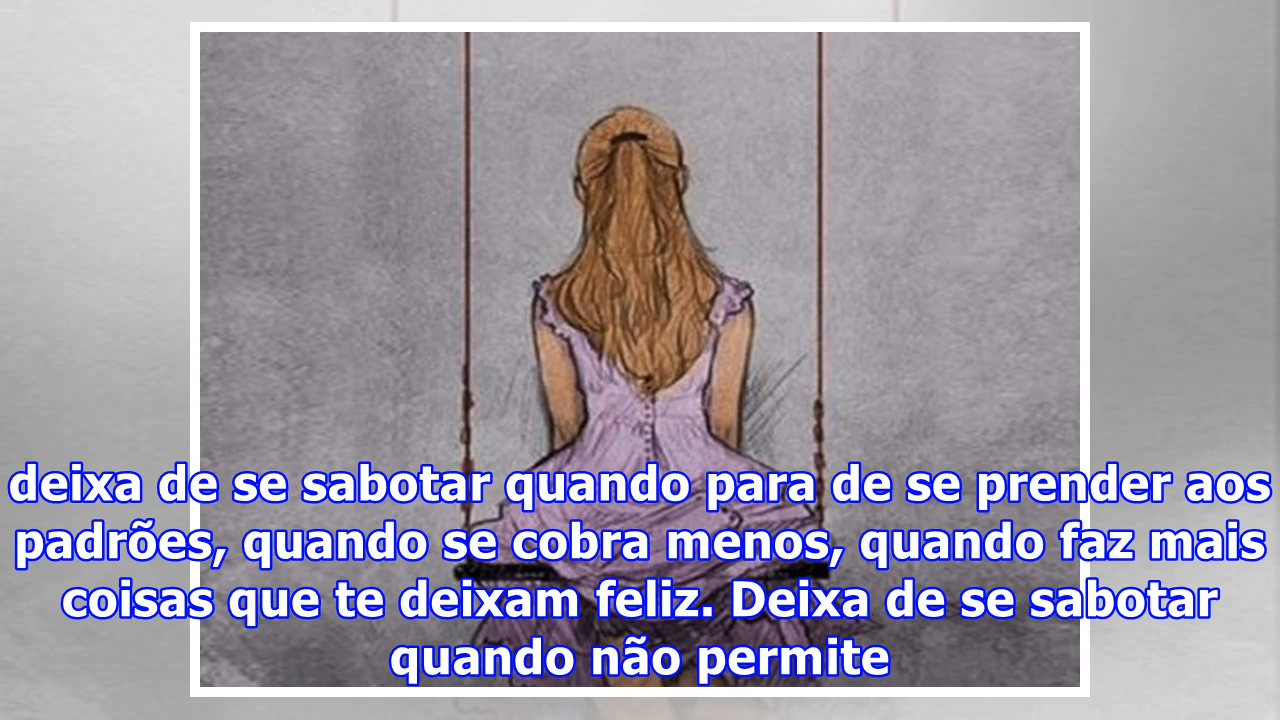 deixa de se sabotar quando para de se prender aos
padrões, quando se cobra menos, quando faz mais
coisas que te deixam feliz. Deixa de se sabotar
quando não permite